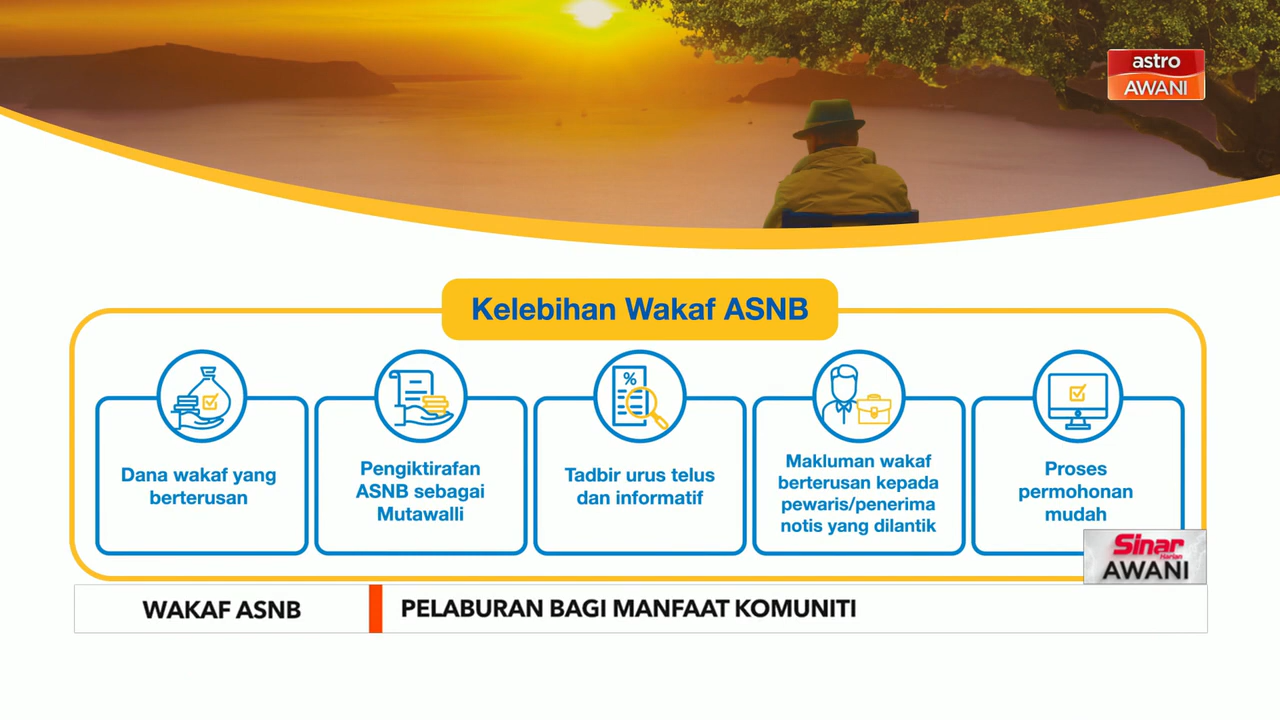 astro
AWANI
Kelebihan Wakaf ASNB
%
Dana wakaf yang
berterusan
Pengiktirafan
ASNB sebagai
Mutawalli
Tadbir urus telus
dan informatif
Makluman wakaf
berterusan kepada
pewaris/penerima
notis yang dilantik
Proses
permohonan
mudah
Sinar
Harian
AWANI
WAKAF ASNB
PELABURAN BAGI MANFAAT KOMUNITI